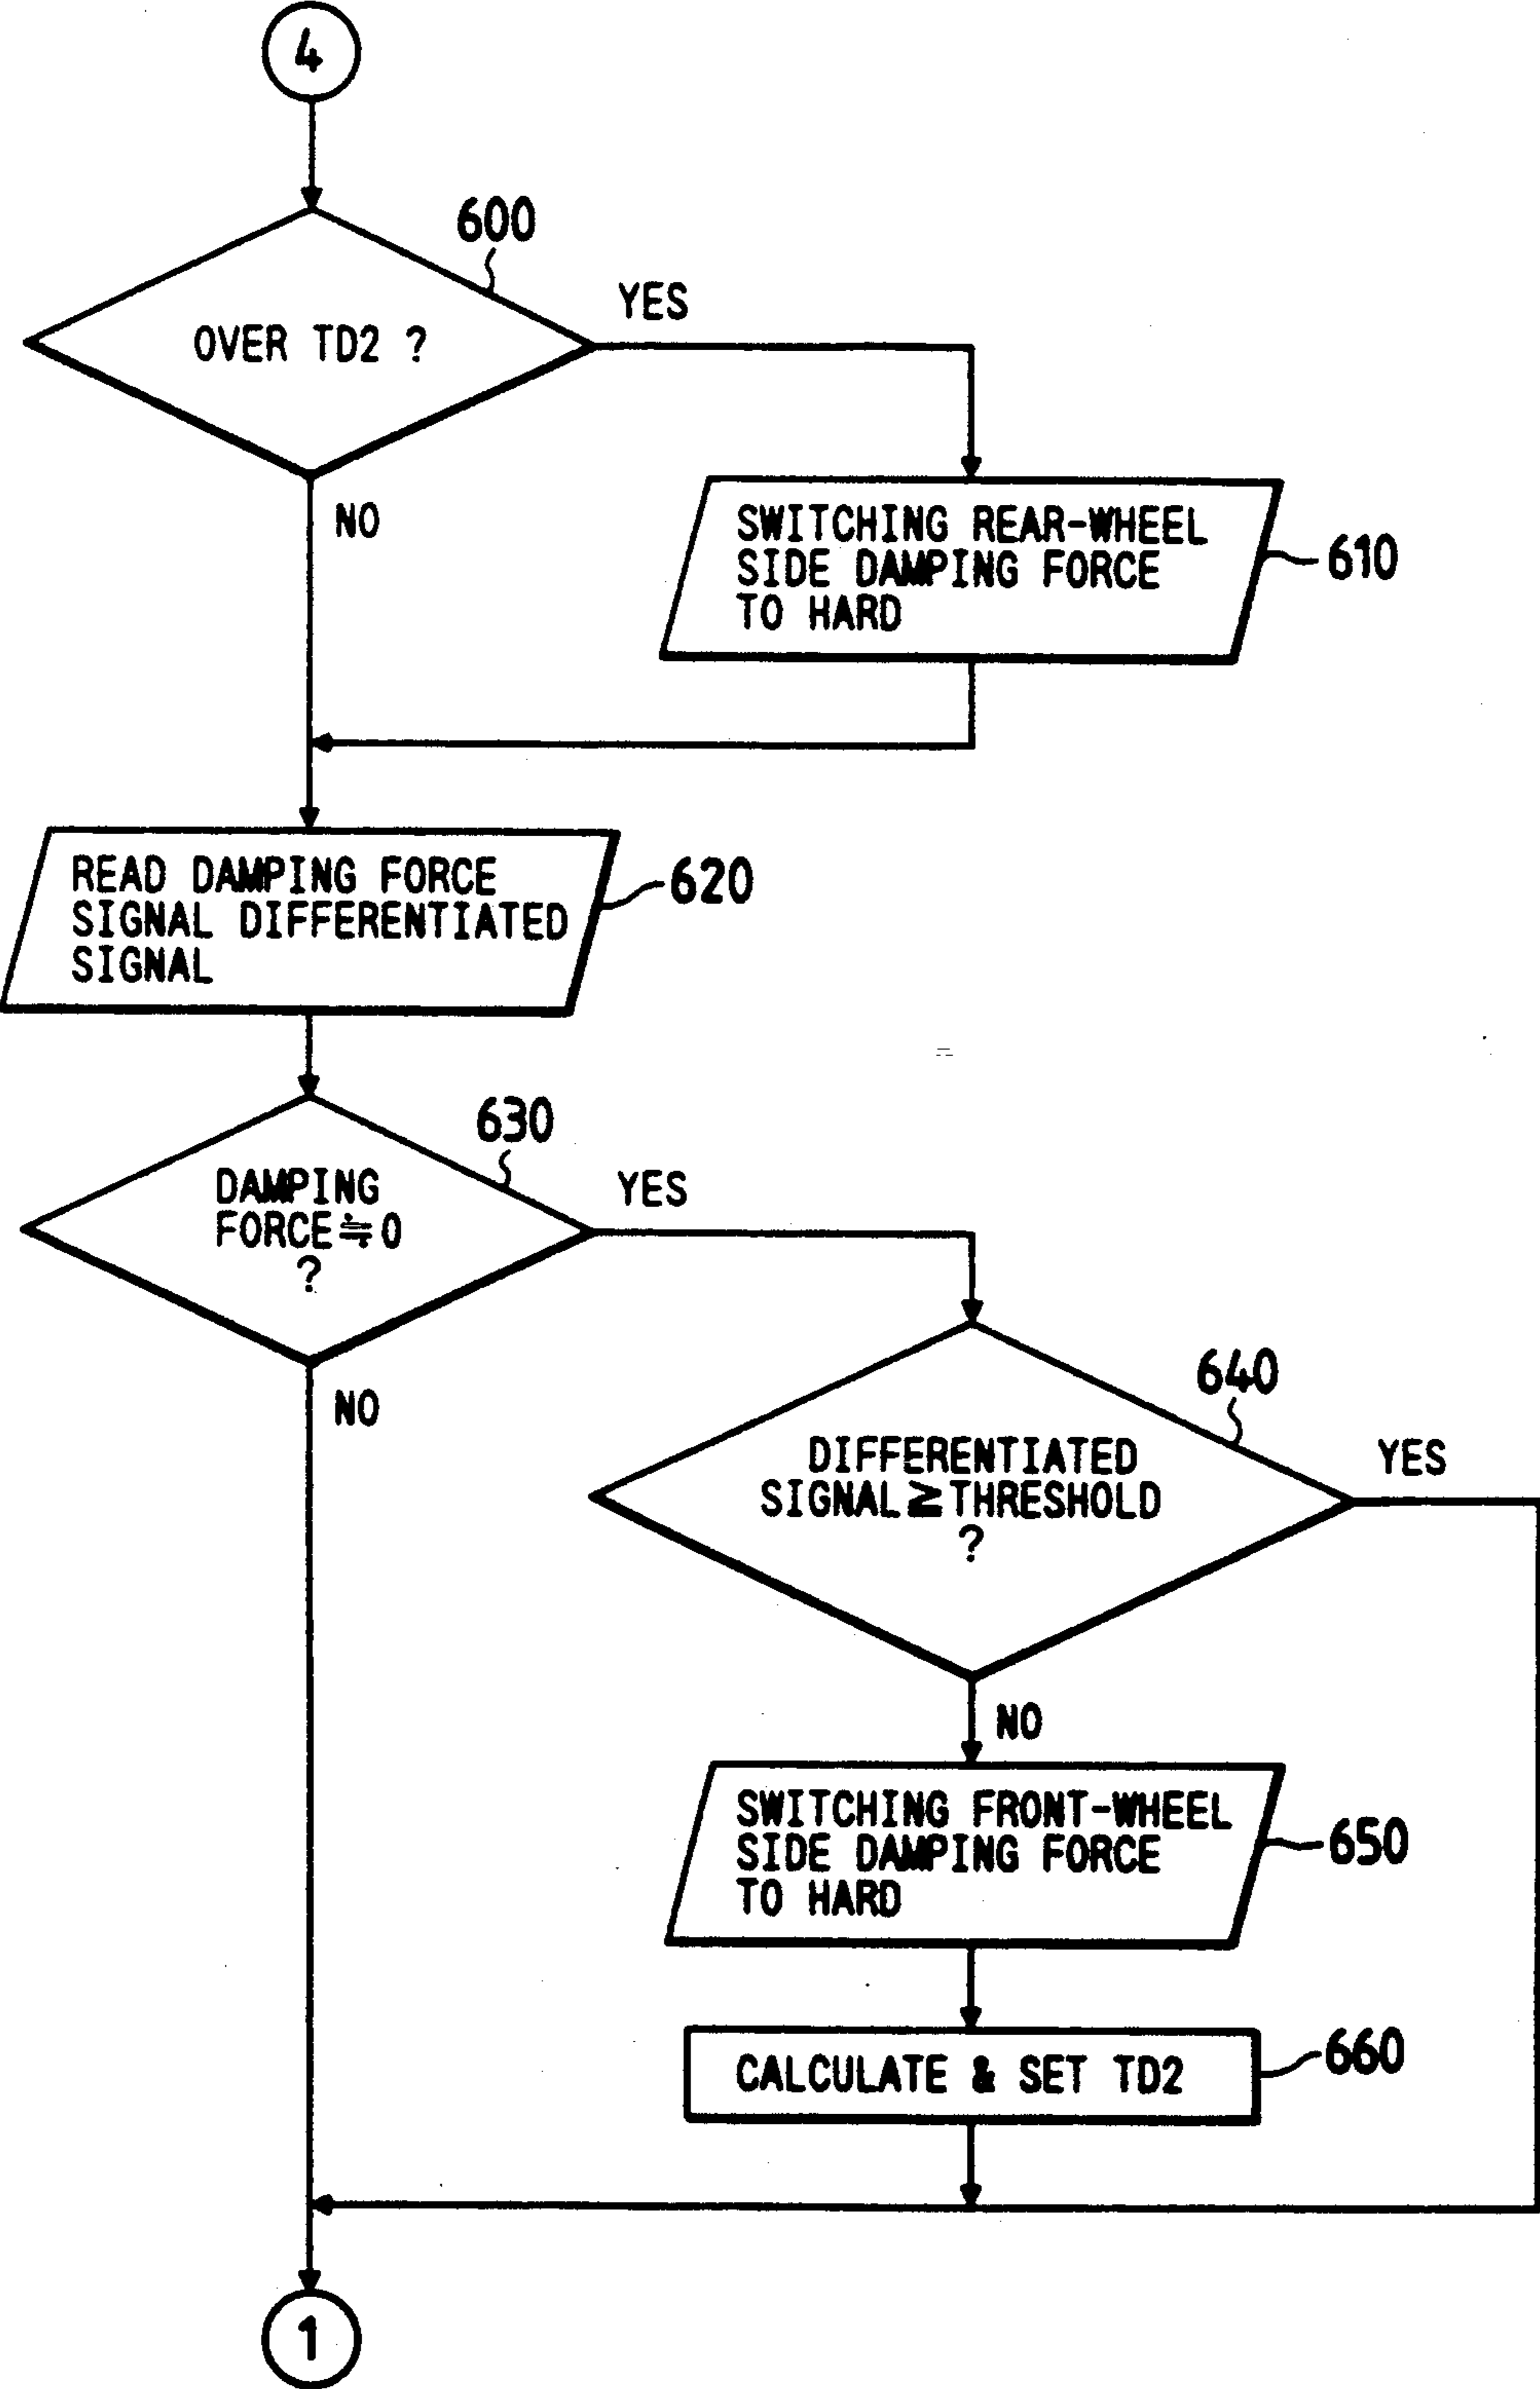 4
600
YES
OVER TD2 ?
NO
SWITCHING REAR-WHEEL
SIDE DAMPING FORCE
TO HARD
610
READ DAMPING FORCE
SIGNAL DIFFERENTIATED
SIGNAL
620
630
YES
DAMPING
FORCE≒0
?
NO
640
YES
DIFFERENTIATED
SIGNAL≧THRESHOLD
?
NO
SWITCHING FRONT-WHEEL
SIDE DAMPING FORCE
TO HARD
650
CALCULATE & SET TD2
660
1